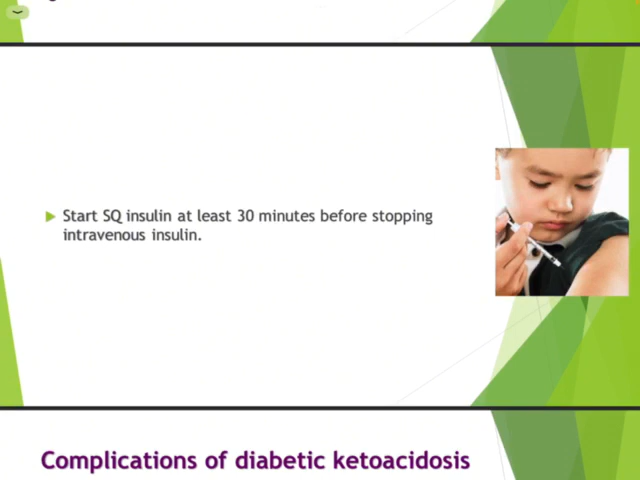 Start SQ insulin at least 30 minutes before stopping
intravenous insulin.
Complications of diabetic ketoacidosis